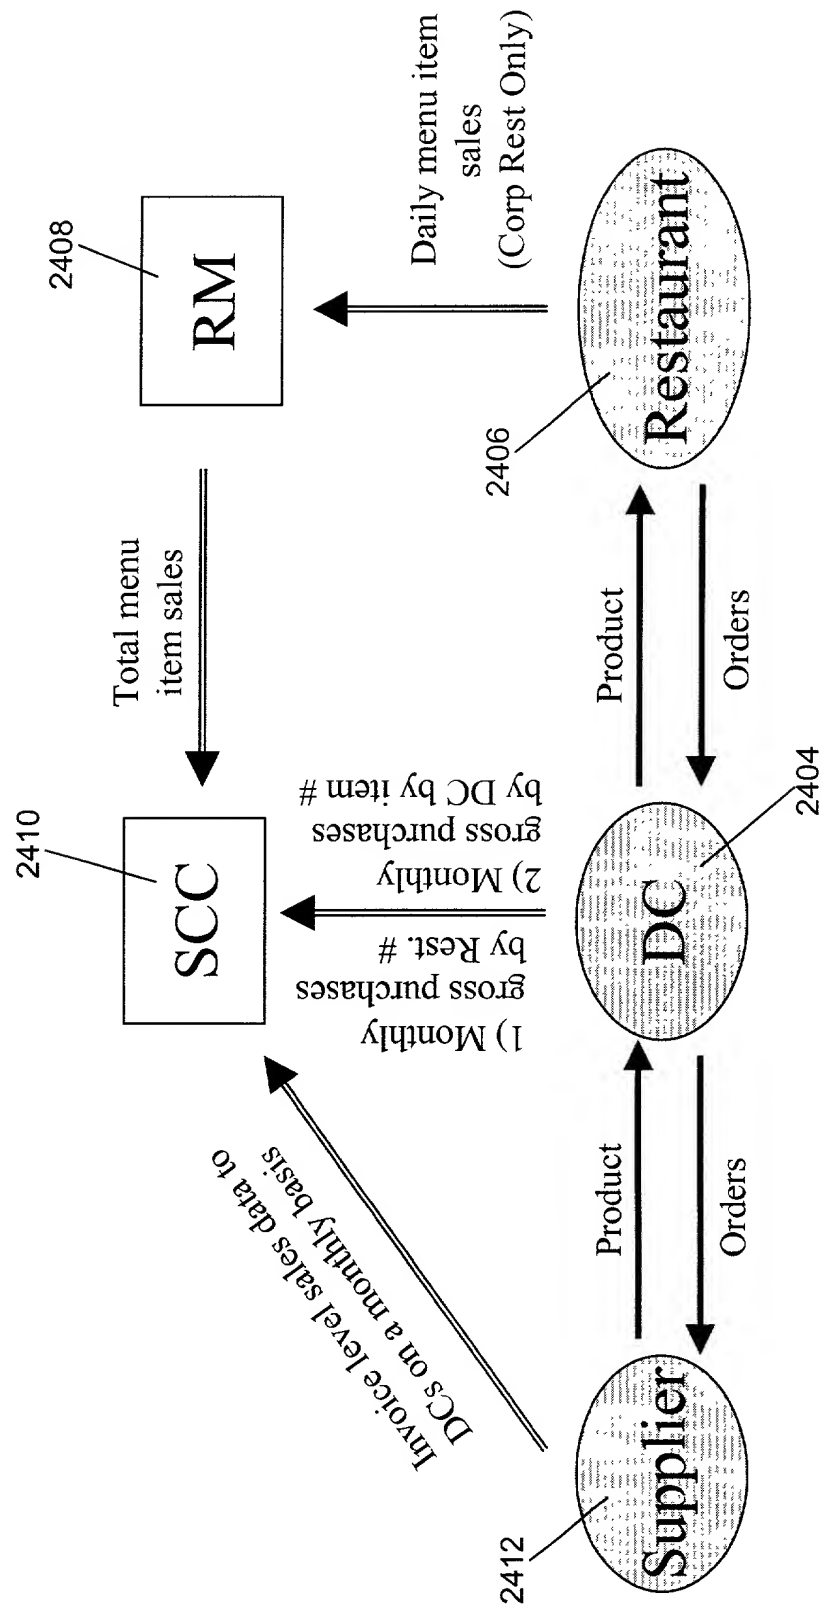 2410
SCC
Total menu
item sales
2408
RM
Invoice level sales data to
DCs on a monthly basis
1) Monthly
gross purchases
by Rest. #
2) Monthly
gross purchases
by DC by item #
Daily menu item
sales
(Corp Rest Only)
2412
Supplier
Product
Orders
DC
2404
Product
Orders
2406
Restaurant